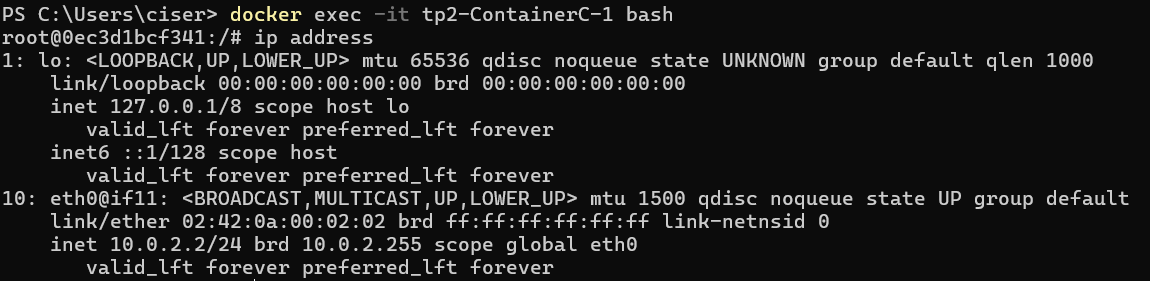 PS C:\Users\ciser> docker exec -it tp2-ContainerC-1 bash
root@0ec3d1bcf341:/# ip address
1: lo: <LOOPBACK,UP,LOWER_UP> mtu 65536 qdisc noqueue state UNKNOWN group default qlen 1000
    link/loopback 00:00:00:00:00:00 brd 00:00:00:00:00:00
    inet 127.0.0.1/8 scope host lo
       valid_lft forever preferred_lft forever
    inet6 ::1/128 scope host
       valid_lft forever preferred_lft forever
10: eth0@if11: <BROADCAST,MULTICAST,UP,LOWER_UP> mtu 1500 qdisc noqueue state UP group default
    link/ether 02:42:0a:00:02:02 brd ff:ff:ff:ff:ff:ff link-netnsid 0
    inet 10.0.2.2/24 brd 10.0.2.255 scope global eth0
       valid_lft forever preferred_lft forever